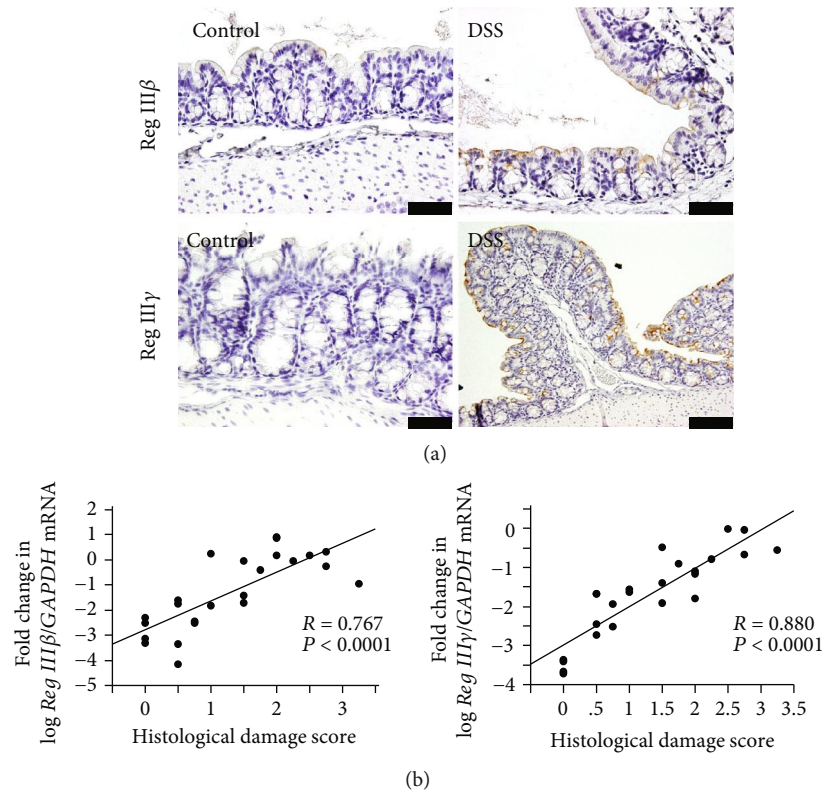 Control
DSS
Reg IIIβ
Control
DSS
Reg IIIγ
(a)
Fold change in
log Reg IIIβ/GAPDH mRNA
2
1
0
−1
−2
−3
−4
−5
R = 0.767
P < 0.0001
0
1
2
3
Histological damage score
Fold change in
log Reg IIIγ/GAPDH mRNA
0
−1
−2
−3
−4
R = 0.880
P < 0.0001
0
.5
1
1.5
2
2.5
3
3.5
Histological damage score
(b)